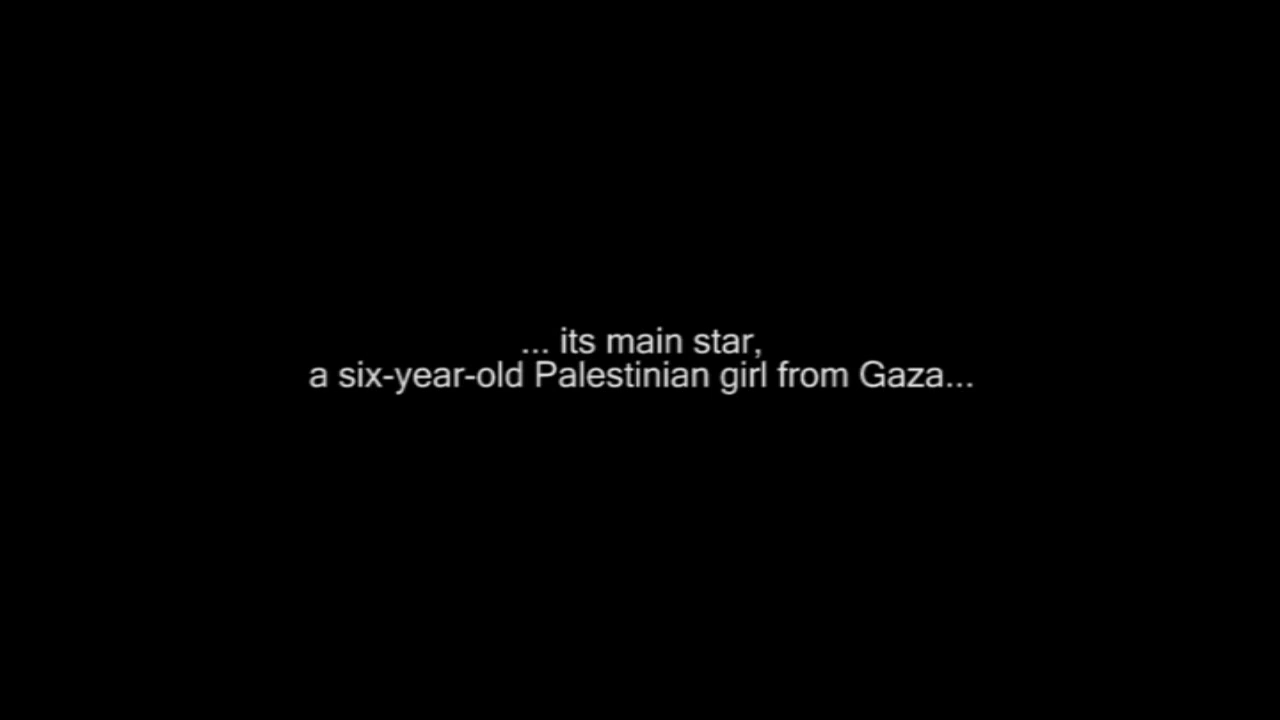 ... its main star,
a six-year-old Palestinian girl from Gaza...